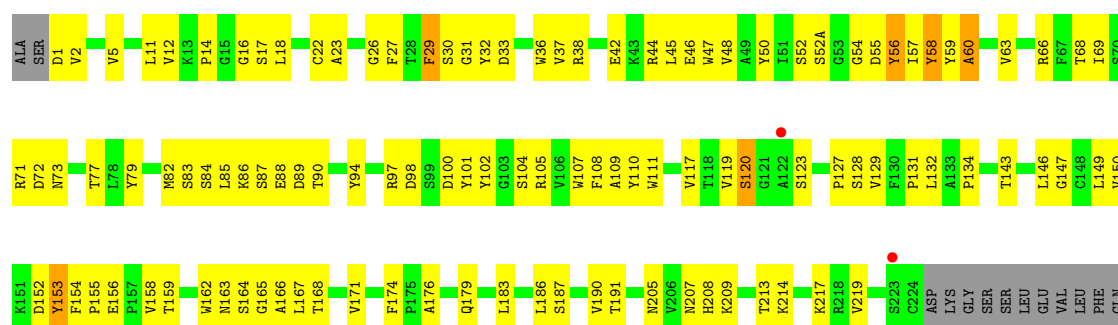 ALA SER D1 V2 V5 L11 V12 K13 P14 G15 G16 S17 L18 C22 A23 G26 F27 T28 F29 S30 G31 Y32 D33 W36 V37 R38 E42 K43 R44 L45 E46 W47 V48 A49 Y50 I51 S52 S52A G53 G54 D55 Y56 I57 Y58 Y59 A60 V63 R66 F67 T68 I69 S70
R71 D72 N73 T77 L78 Y79 M82 S83 S84 L85 K86 S87 E88 D89 T90 Y94 R97 D98 S99 D100 Y101 Y102 G103 S104 R105 V106 W107 F108 A109 Y110 W111 V117 T118 V119 S120 G121 A122 S123 P127 S128 V129 F130 P131 L132 A133 P134 T143 L146 G147 C148 L149 V150
K151 D152 Y153 F154 P155 E156 P157 V158 T159 W162 N163 S164 G165 A166 L167 T168 V171 F174 P175 A176 Q179 L183 L186 S187 V190 T191 N205 V206 N207 H208 K209 T213 K214 K217 R218 V219 S223 C224 ASP LYS GLY SER SER LEU GLU VAL LEU PHE GLN